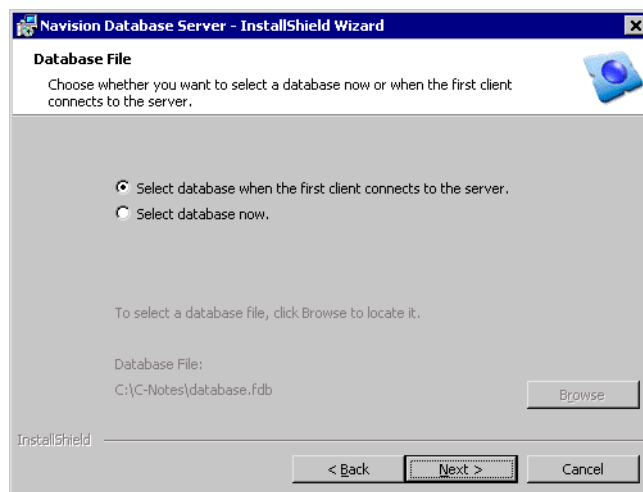 Navision Database Server - InstallShield Wizard
Database File
Choose whether you want to select a database now or when the first client
connects to the server.
Select database when the first client connects to the server.
Select database now.
To select a database file, click Browse to locate it.
Database File:
C:\C-Notes\database.fdb
Browse
InstallShield
< Back
Next >
Cancel